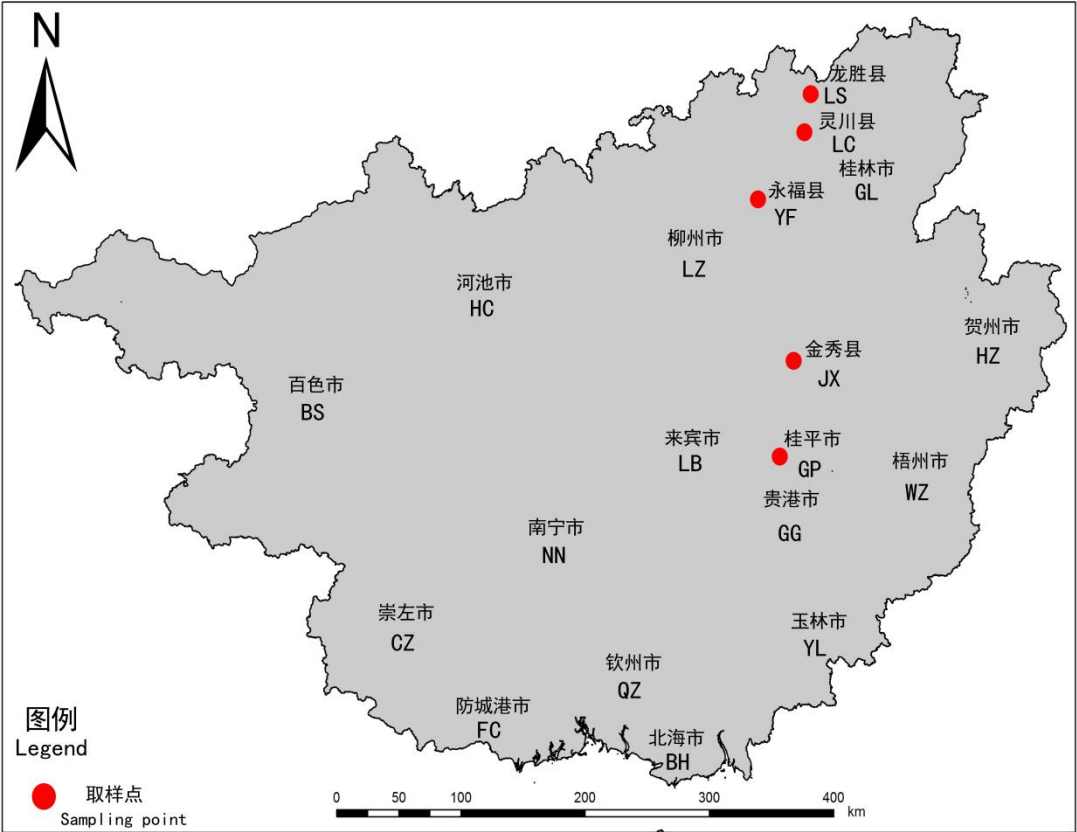 N
龙胜县
LS
灵川县
LC
桂林市
GL
永福县
YF
柳州市
LZ
河池市
HC
贺州市
HZ
金秀县
JX
百色市
BS
来宾市
LB
桂平市
GP
梧州市
WZ
贵港市
GG
南宁市
NN
崇左市
CZ
玉林市
YL
钦州市
QZ
防城港市
FC
北海市
BH
图例
Legend
取样点
Sampling point
0 50 100 200 300 400
km